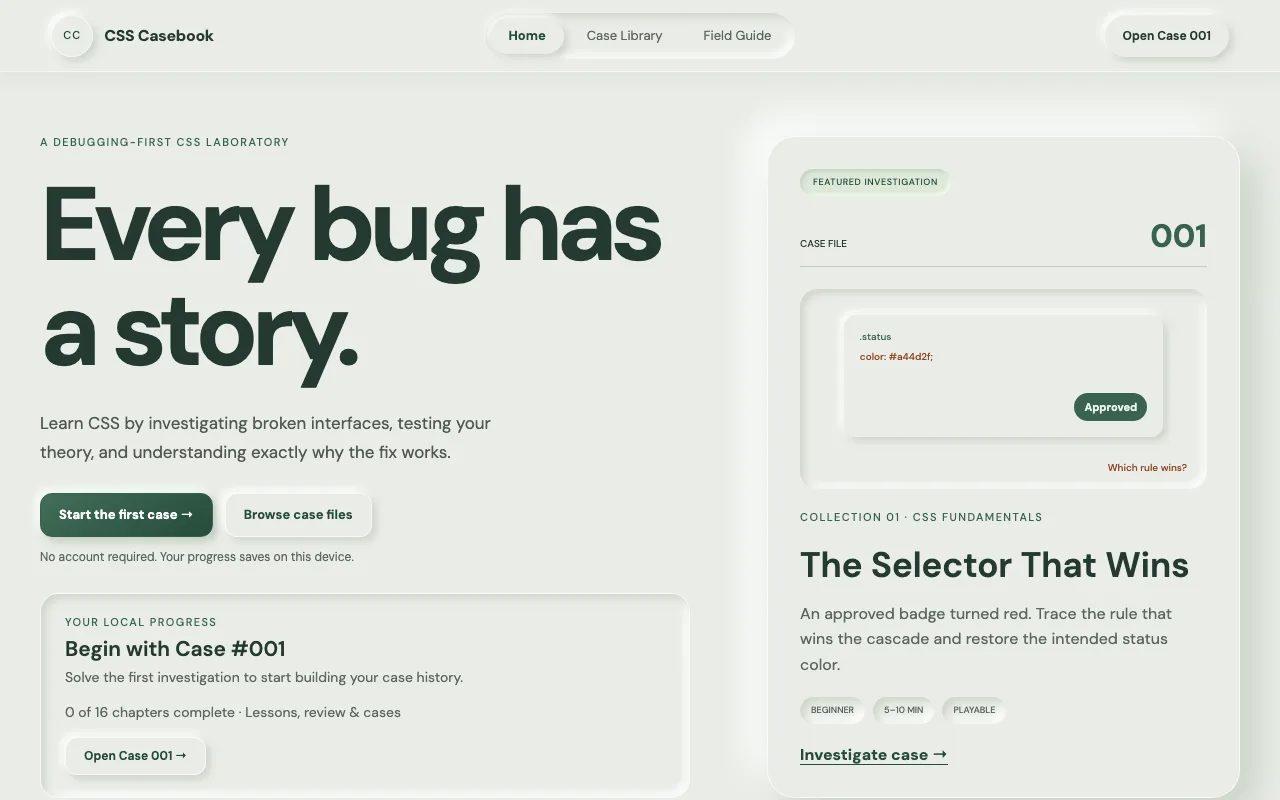 CC
CSS Casebook
Home
Case Library
Field Guide
Open Case 001
A DEBUGGING-FIRST CSS LABORATORY
Every bug has
a story.
Learn CSS by investigating broken interfaces, testing your
theory, and understanding exactly why the fix works.
Start the first case →
Browse case files
No account required. Your progress saves on this device.
YOUR LOCAL PROGRESS
Begin with Case #001
Solve the first investigation to start building your case history.
0 of 16 chapters complete · Lessons, review & cases
Open Case 001 →
FEATURED INVESTIGATION
CASE FILE
001
.status
color: #a44d2f;
Approved
Which rule wins?
COLLECTION 01 · CSS FUNDAMENTALS
The Selector That Wins
An approved badge turned red. Trace the rule that
wins the cascade and restore the intended status
color.
BEGINNER
5–10 MIN
PLAYABLE
Investigate case →